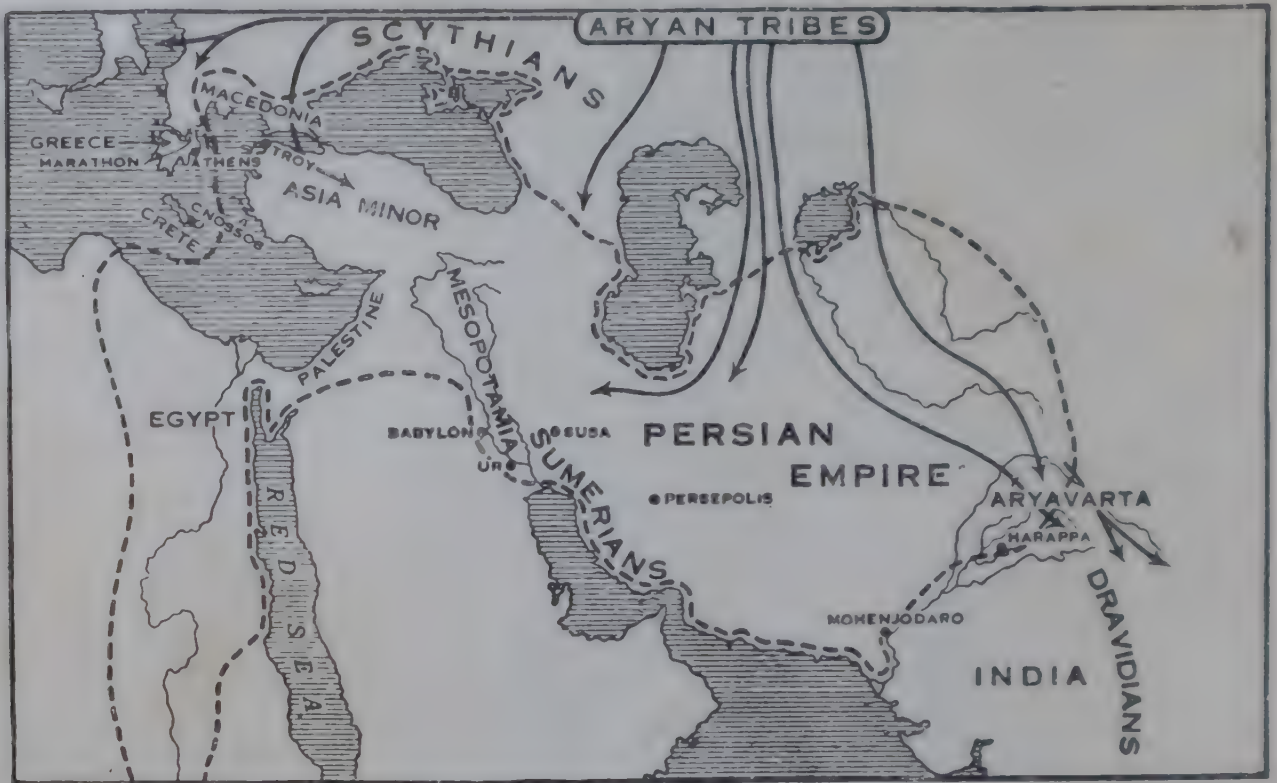 ARYAN TRIBES
SCYTHIANS
MACEDONIA
GREECE
MARATHON
ATHENS
TROY
ASIA MINOR
CNOSSOS
CRETE
MESOPOTAMIA
PALESTINE
EGYPT
BABYLON
SUSA
PERSIAN
EMPIRE
UR
SUMERIANS
PERSEPOLIS
ARYAVARTA
HARAPPA
RED SEA
DRAVIDIANS
MOHENJODARO
INDIA